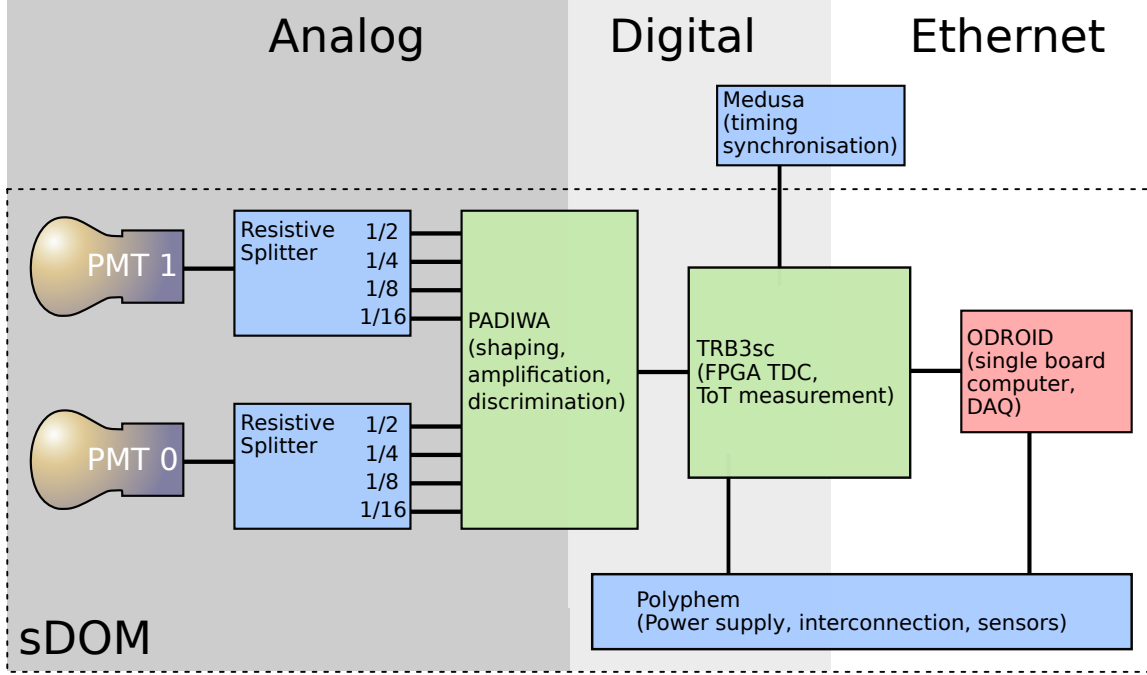 Analog
Digital
Ethernet
Medusa
(timing
synchronisation)
PMT 1
Resistive
Splitter
1/2
1/4
1/8
1/16
PADIWA
(shaping,
amplification,
discrimination)
TRB3sc
(FPGA TDC,
ToT measurement)
ODROID
(single board
computer,
DAQ)
PMT 0
Resistive
Splitter
1/2
1/4
1/8
1/16
Polyphem
(Power supply, interconnection, sensors)
sDOM